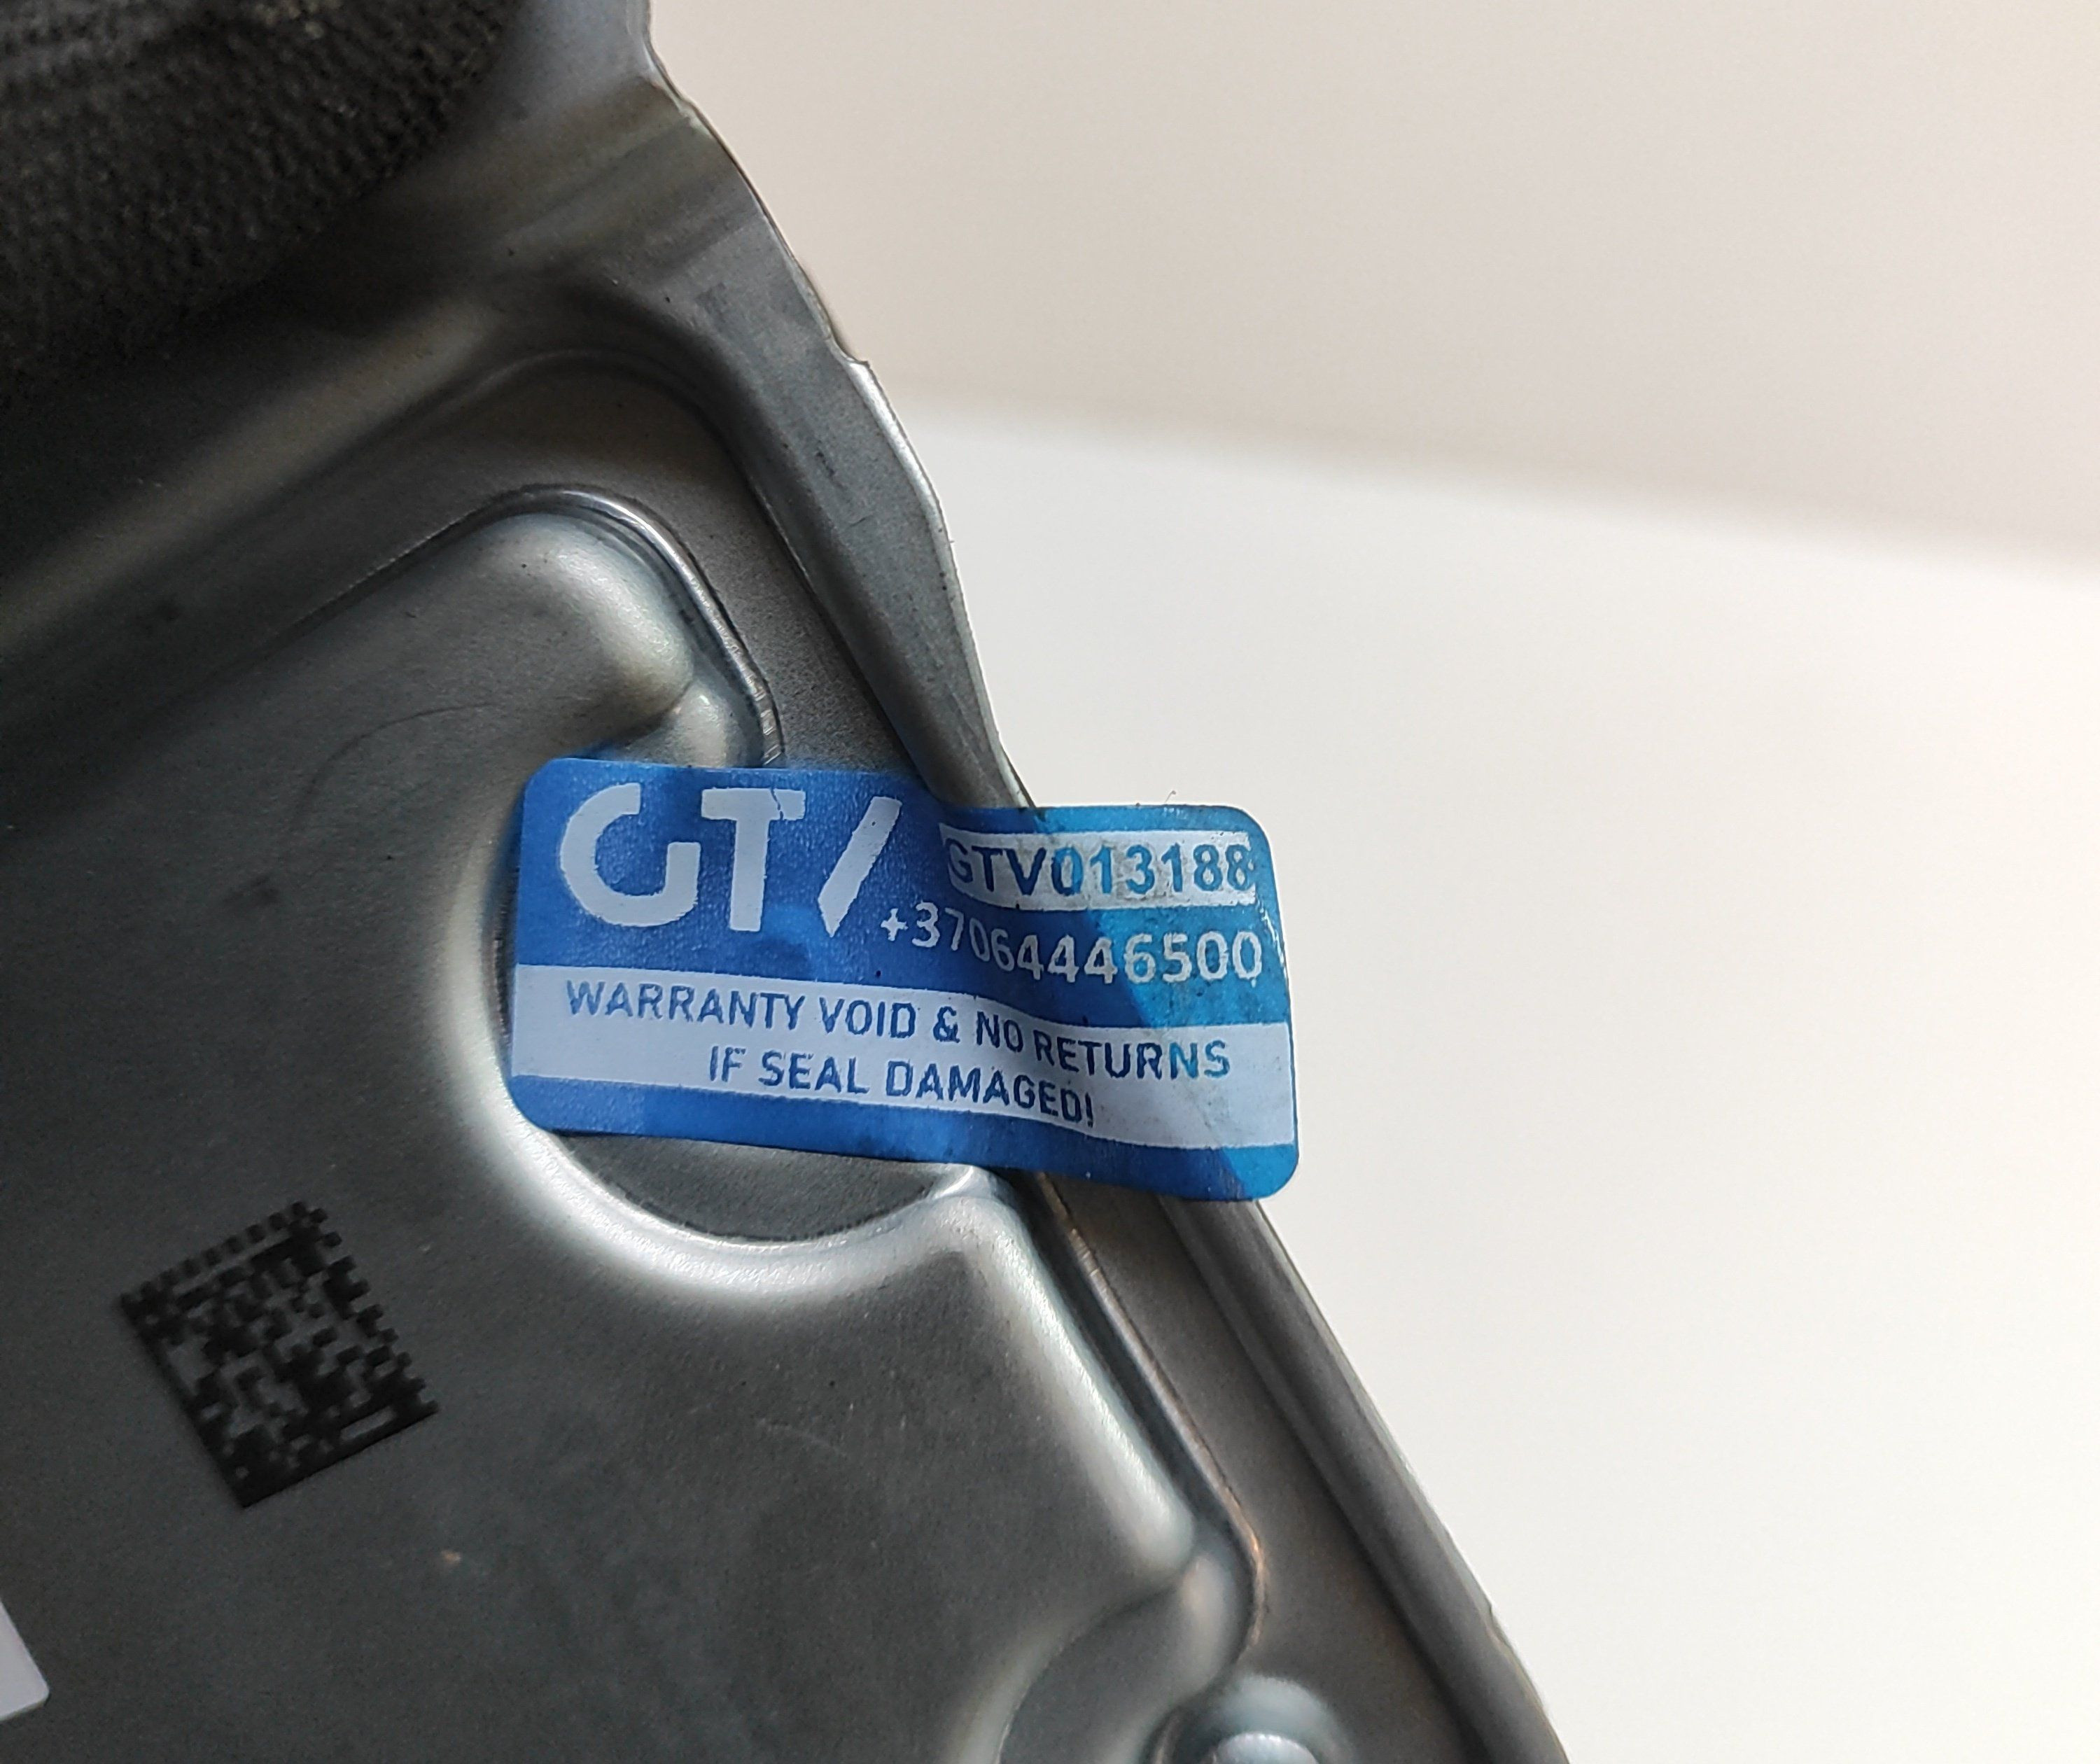 GT/
GTV013188
+37064446500
WARRANTY VOID & NO RETURNS
IF SEAL DAMAGED!